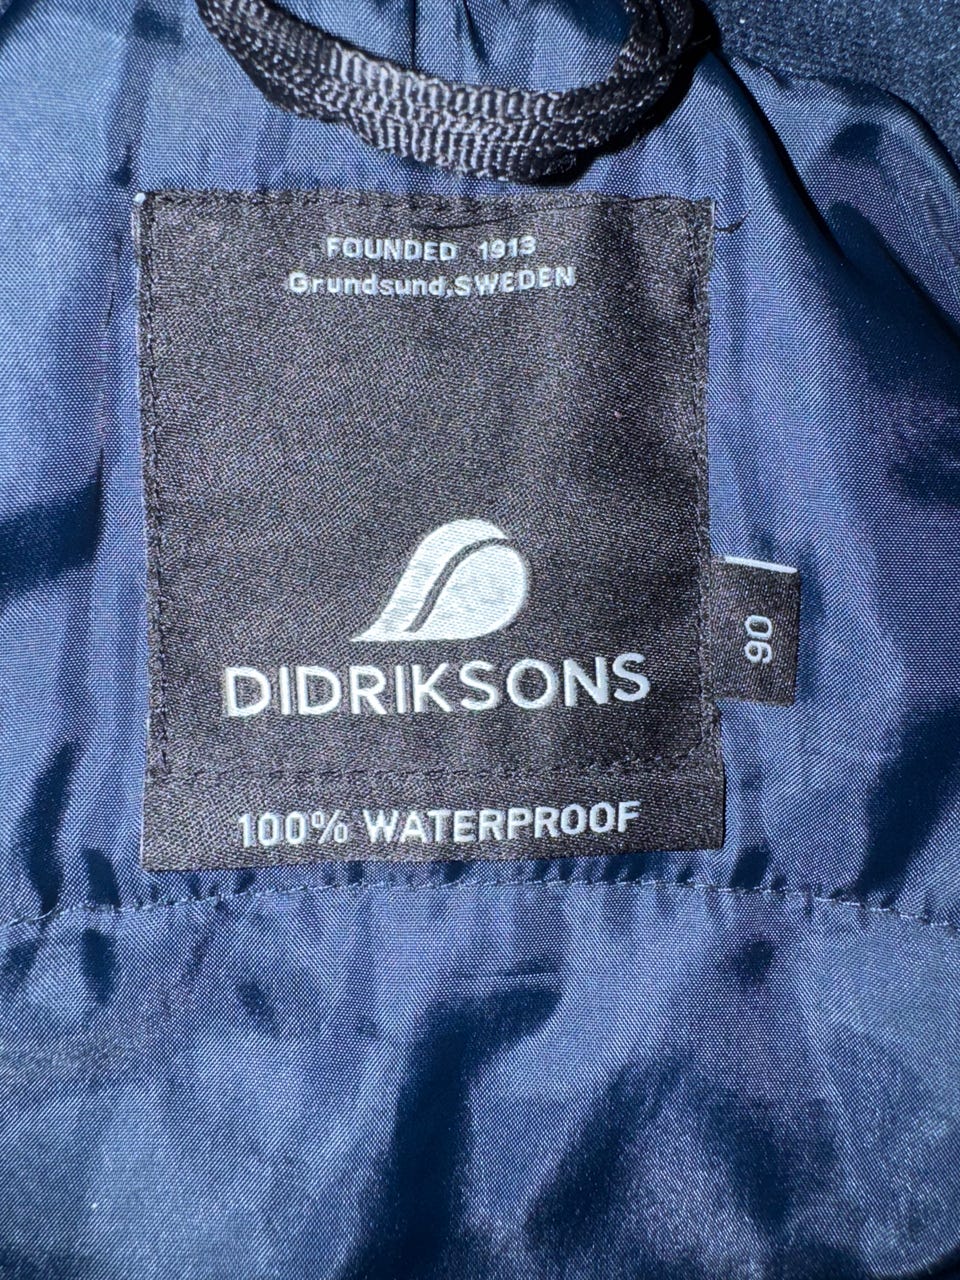 FOUNDED 1913
Grundsund,SWEDEN
DIDRIKSONS
100% WATERPROOF
90